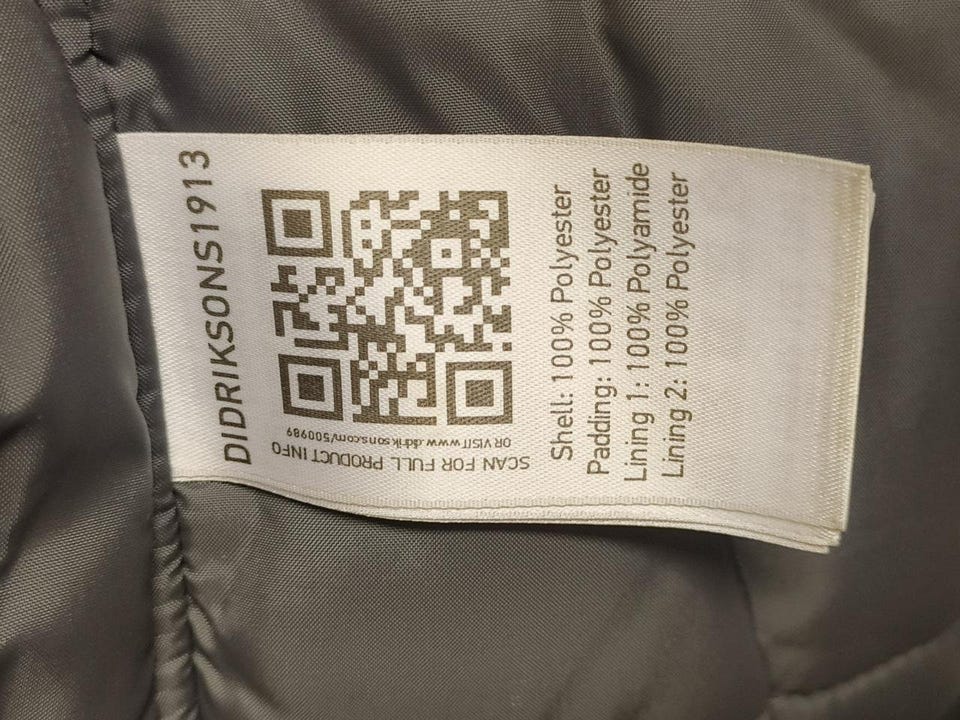 DIDRIKSONS1913
SCAN FOR FULL PRODUCT INFO
OR VISIT www.didriksons.com/500989
Shell: 100% Polyester
Padding: 100% Polyester
Lining 1: 100% Polyamide
Lining 2: 100% Polyester